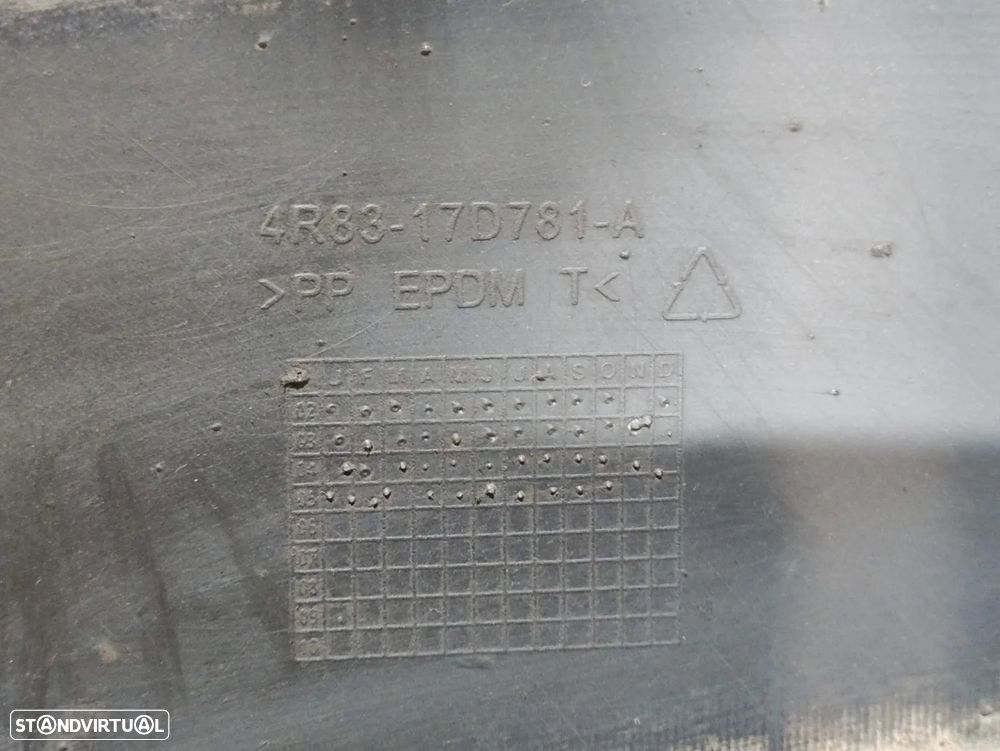 4R83-17D781-A
>PP EPDM T<
J F M A M J J A S O N D
02
03
04
05
06
07
08
09
10
STANDVIRTUAL